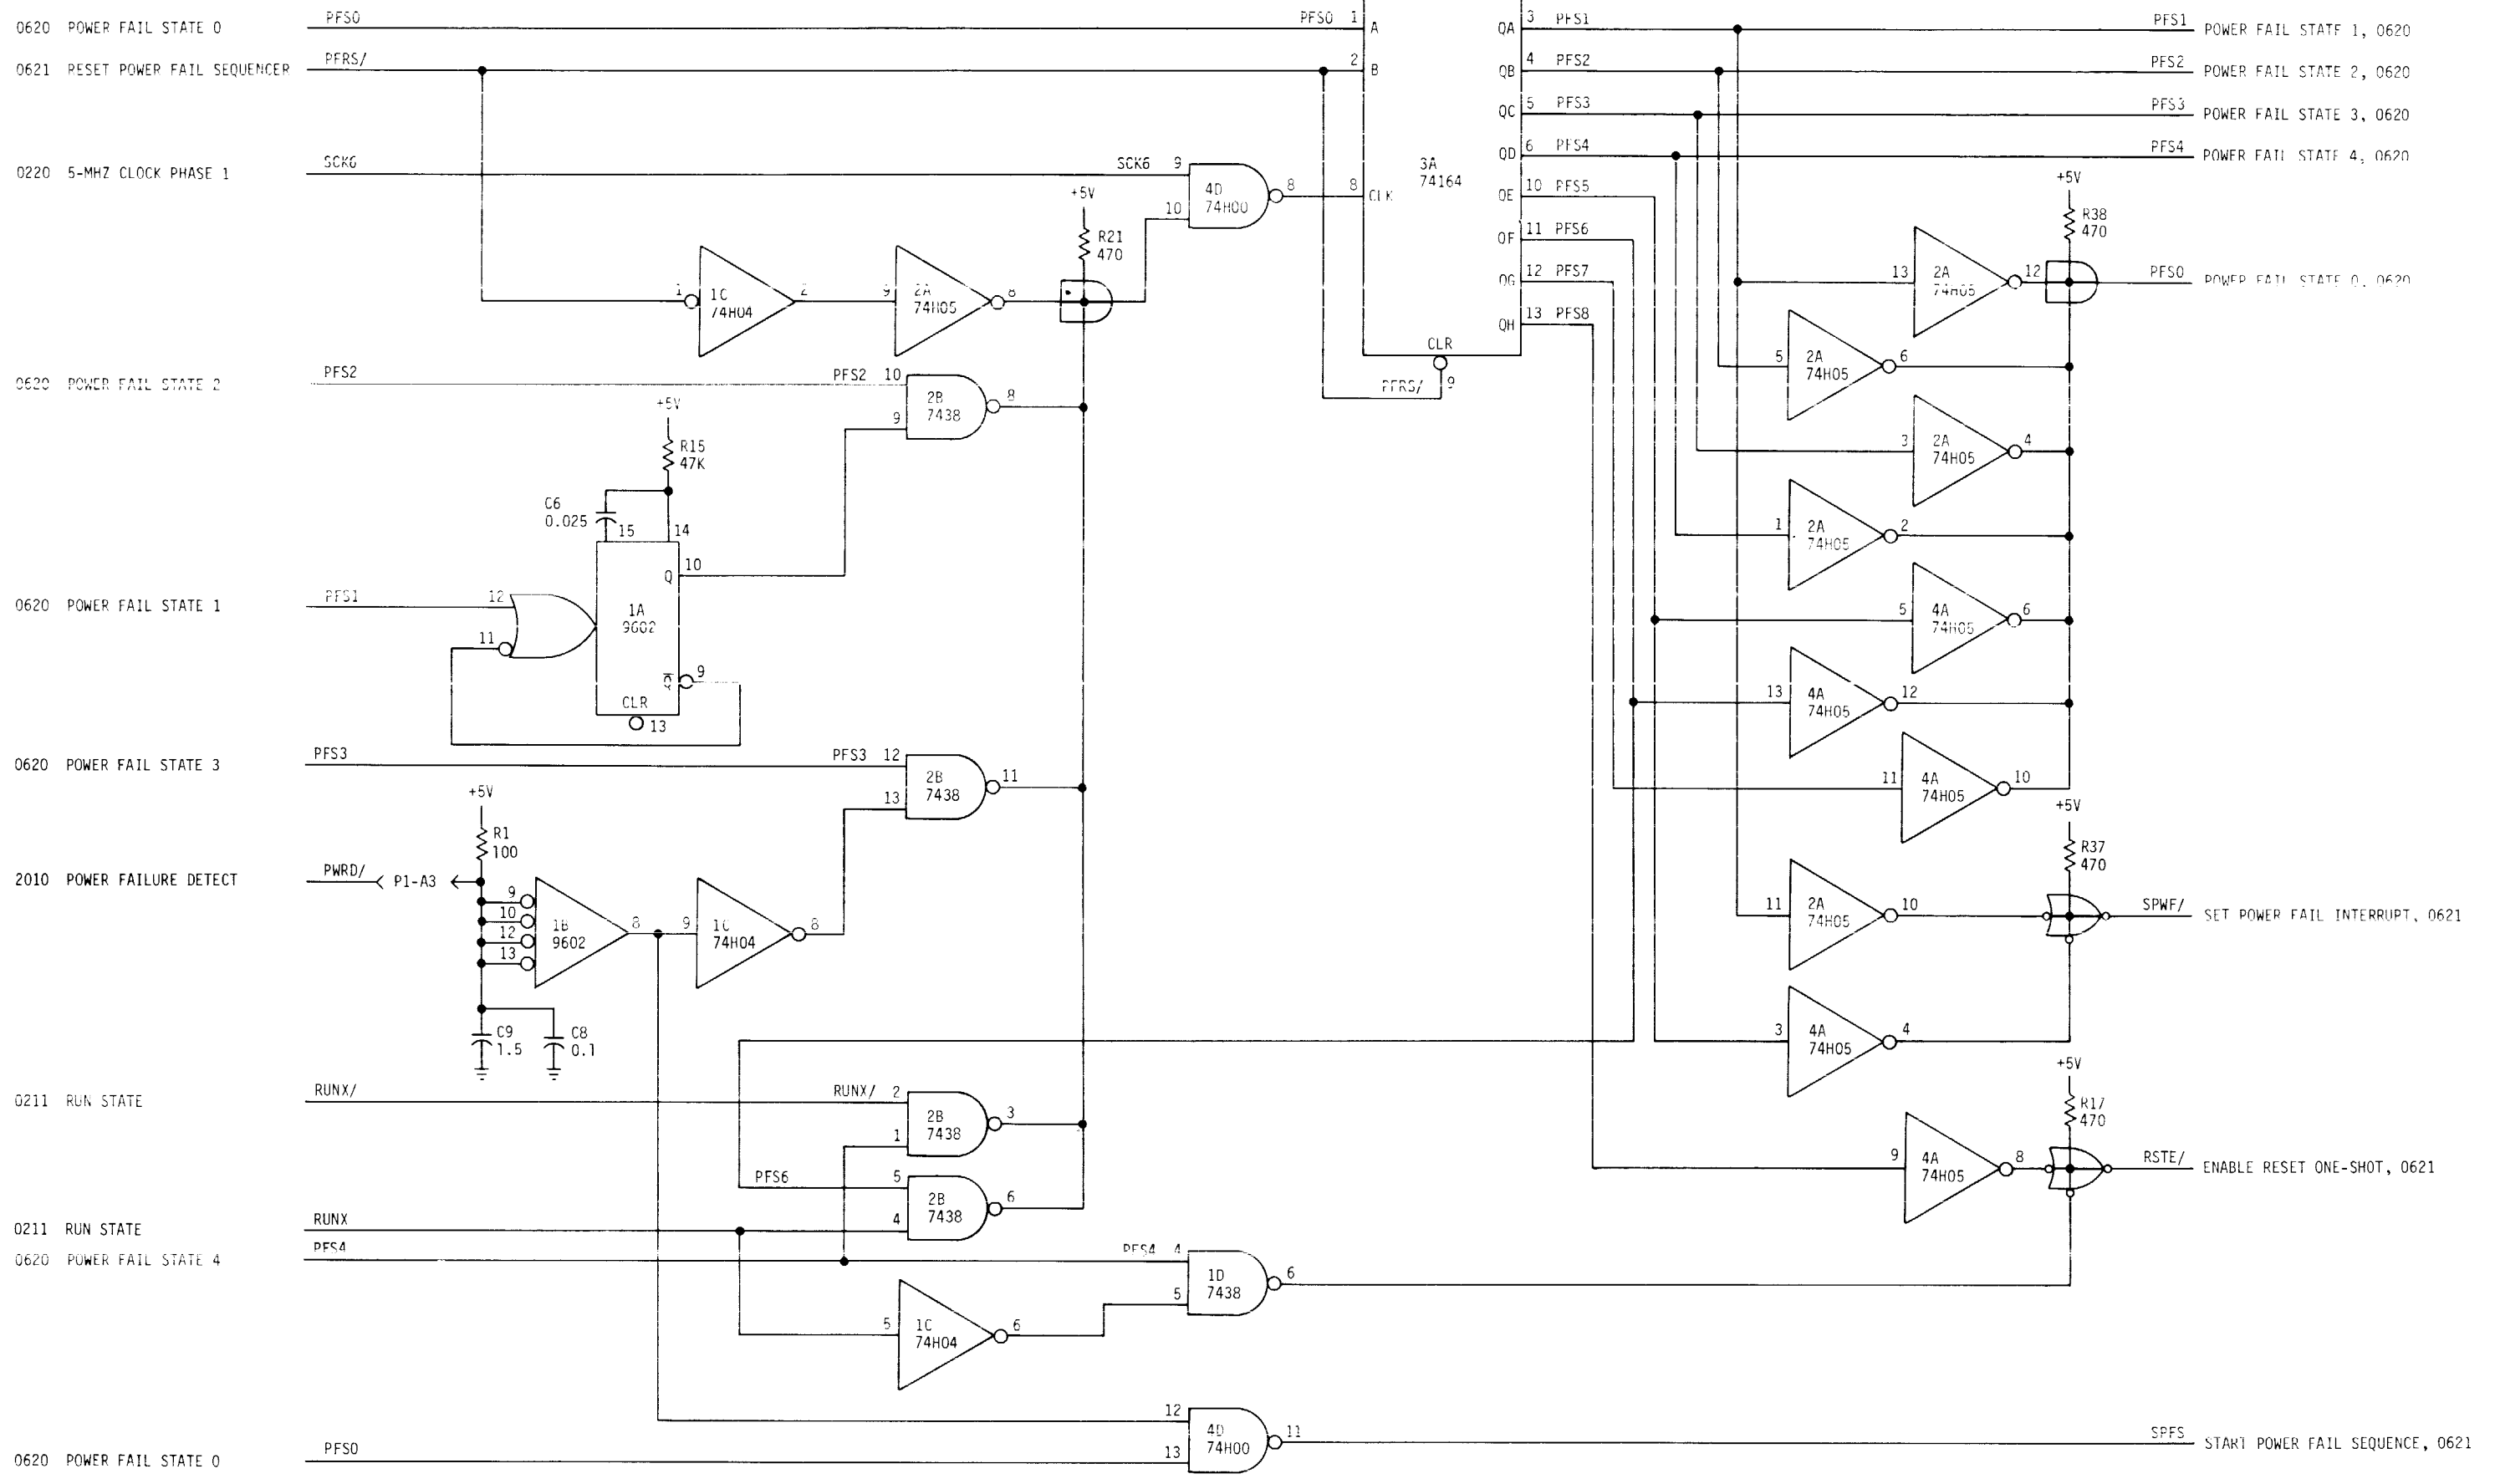 0620 POWER FAIL STATE 0 PFS0 PFS0 1 A
0621 RESET POWER FAIL SEQUENCER PFRS/ 2 B
0220 5-MHZ CLOCK PHASE 1 SCK6 SCK6 9
10
4D
74H00
8
8 CLK
3A
74164
QA 3 PFS1 PFS1 POWER FAIL STATE 1, 0620
QB 4 PFS2 PFS2 POWER FAIL STATE 2, 0620
QC 5 PFS3 PFS3 POWER FAIL STATE 3, 0620
QD 6 PFS4 PFS4 POWER FAIL STATE 4, 0620
QE 10 PFS5
QF 11 PFS6
QG 12 PFS7
QH 13 PFS8
CLR
PFRS/ 9
+5V
R21
470
1 1C 2
74H04
9 2A 8
74H05
0620 POWER FAIL STATE 2 PFS2 PFS2 10
9
2B
7438
8
+5V
R15
47K
C6
0.025
15 14
Q 10
0620 POWER FAIL STATE 1 PFS1 12
11
1A
9602
Q 9
CLR
13
0620 POWER FAIL STATE 3 PFS3 PFS3 12
13
2B
7438
11
+5V
R1
100
2010 POWER FAILURE DETECT PWRD/ P1-A3
9
10
12
13
1B
9602
8
9 1C 8
74H04
C9
1.5
C8
0.1
0211 RUN STATE RUNX/ RUNX/ 2
1
2B
7438
3
PFS6 5
4
2B
7438
6
0211 RUN STATE RUNX
0620 POWER FAIL STATE 4 PFS4 PFS4 4
5
1D
7438
6
5 1C 6
74H04
12
13
4D
74H00
11
0620 POWER FAIL STATE 0 PFS0
SPFS START POWER FAIL SEQUENCE, 0621
+5V
R38
470
13 2A 12
74H05
PFS0 POWER FAIL STATE 0, 0620
5 2A 6
74H05
3 2A 4
74H05
1 2A 2
74H05
5 4A 6
74H05
13 4A 12
74H05
11 4A 10
74H05
+5V
R37
470
11 2A 10
74H05
SPWF/ SET POWER FAIL INTERRUPT, 0621
3 4A 4
74H05
+5V
R17
470
9 4A 8
74H05
RSTE/ ENABLE RESET ONE-SHOT, 0621